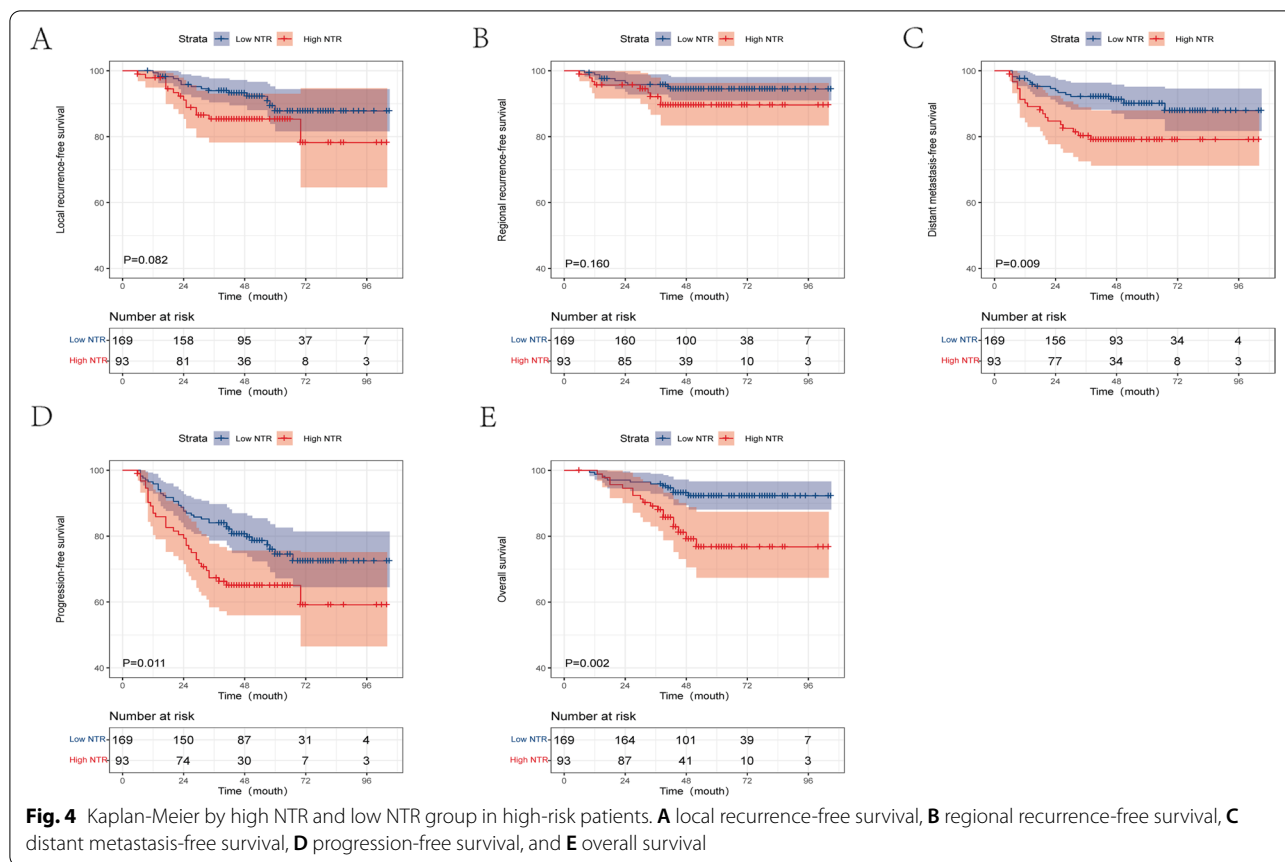 A
Strata Low NTR High NTR
Local recurrence-free survival
100
80
60
40
P=0.082
0 24 48 72 96
Time (mouth)
Number at risk
Low NTR 169 158 95 37 7
High NTR 93 81 36 8 3
0 24 48 72 96
Time (mouth)
B
Strata Low NTR High NTR
Regional recurrence-free survival
100
80
60
40
P=0.160
0 24 48 72 96
Time (mouth)
Number at risk
Low NTR 169 160 100 38 7
High NTR 93 85 39 10 3
0 24 48 72 96
Time (mouth)
C
Strata Low NTR High NTR
Distant metastasis-free survival
100
80
60
40
P=0.009
0 24 48 72 96
Time (mouth)
Number at risk
Low NTR 169 156 93 34 4
High NTR 93 77 34 8 3
0 24 48 72 96
Time (mouth)
D
Strata Low NTR High NTR
Progression-free survival
100
80
60
40
P=0.011
0 24 48 72 96
Time (mouth)
Number at risk
Low NTR 169 150 87 31 4
High NTR 93 74 30 7 3
0 24 48 72 96
Time (mouth)
E
Strata Low NTR High NTR
Overall survival
100
80
60
40
P=0.002
0 24 48 72 96
Time (mouth)
Number at risk
Low NTR 169 164 101 39 7
High NTR 93 87 41 10 3
0 24 48 72 96
Time (mouth)
Fig. 4 Kaplan-Meier by high NTR and low NTR group in high-risk patients. A local recurrence-free survival, B regional recurrence-free survival, C
distant metastasis-free survival, D progression-free survival, and E overall survival